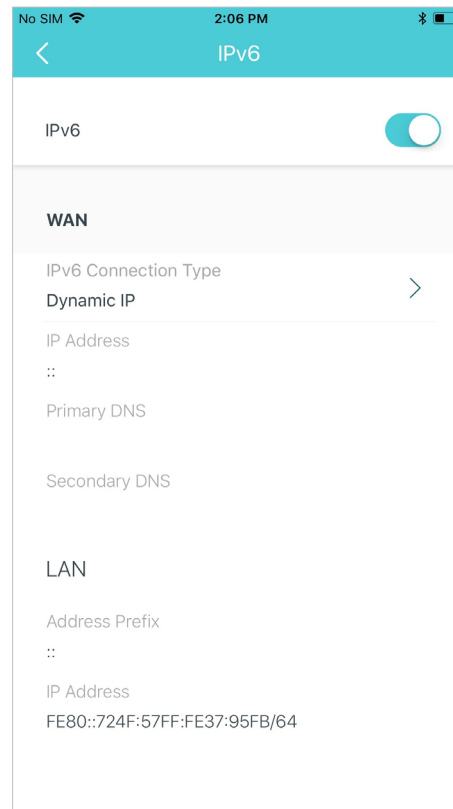 No SIM 2:06 PM
IPv6
IPv6
WAN
IPv6 Connection Type
Dynamic IP
IP Address
::
Primary DNS
Secondary DNS
LAN
Address Prefix
::
IP Address
FE80::724F:57FF:FE37:95FB/64